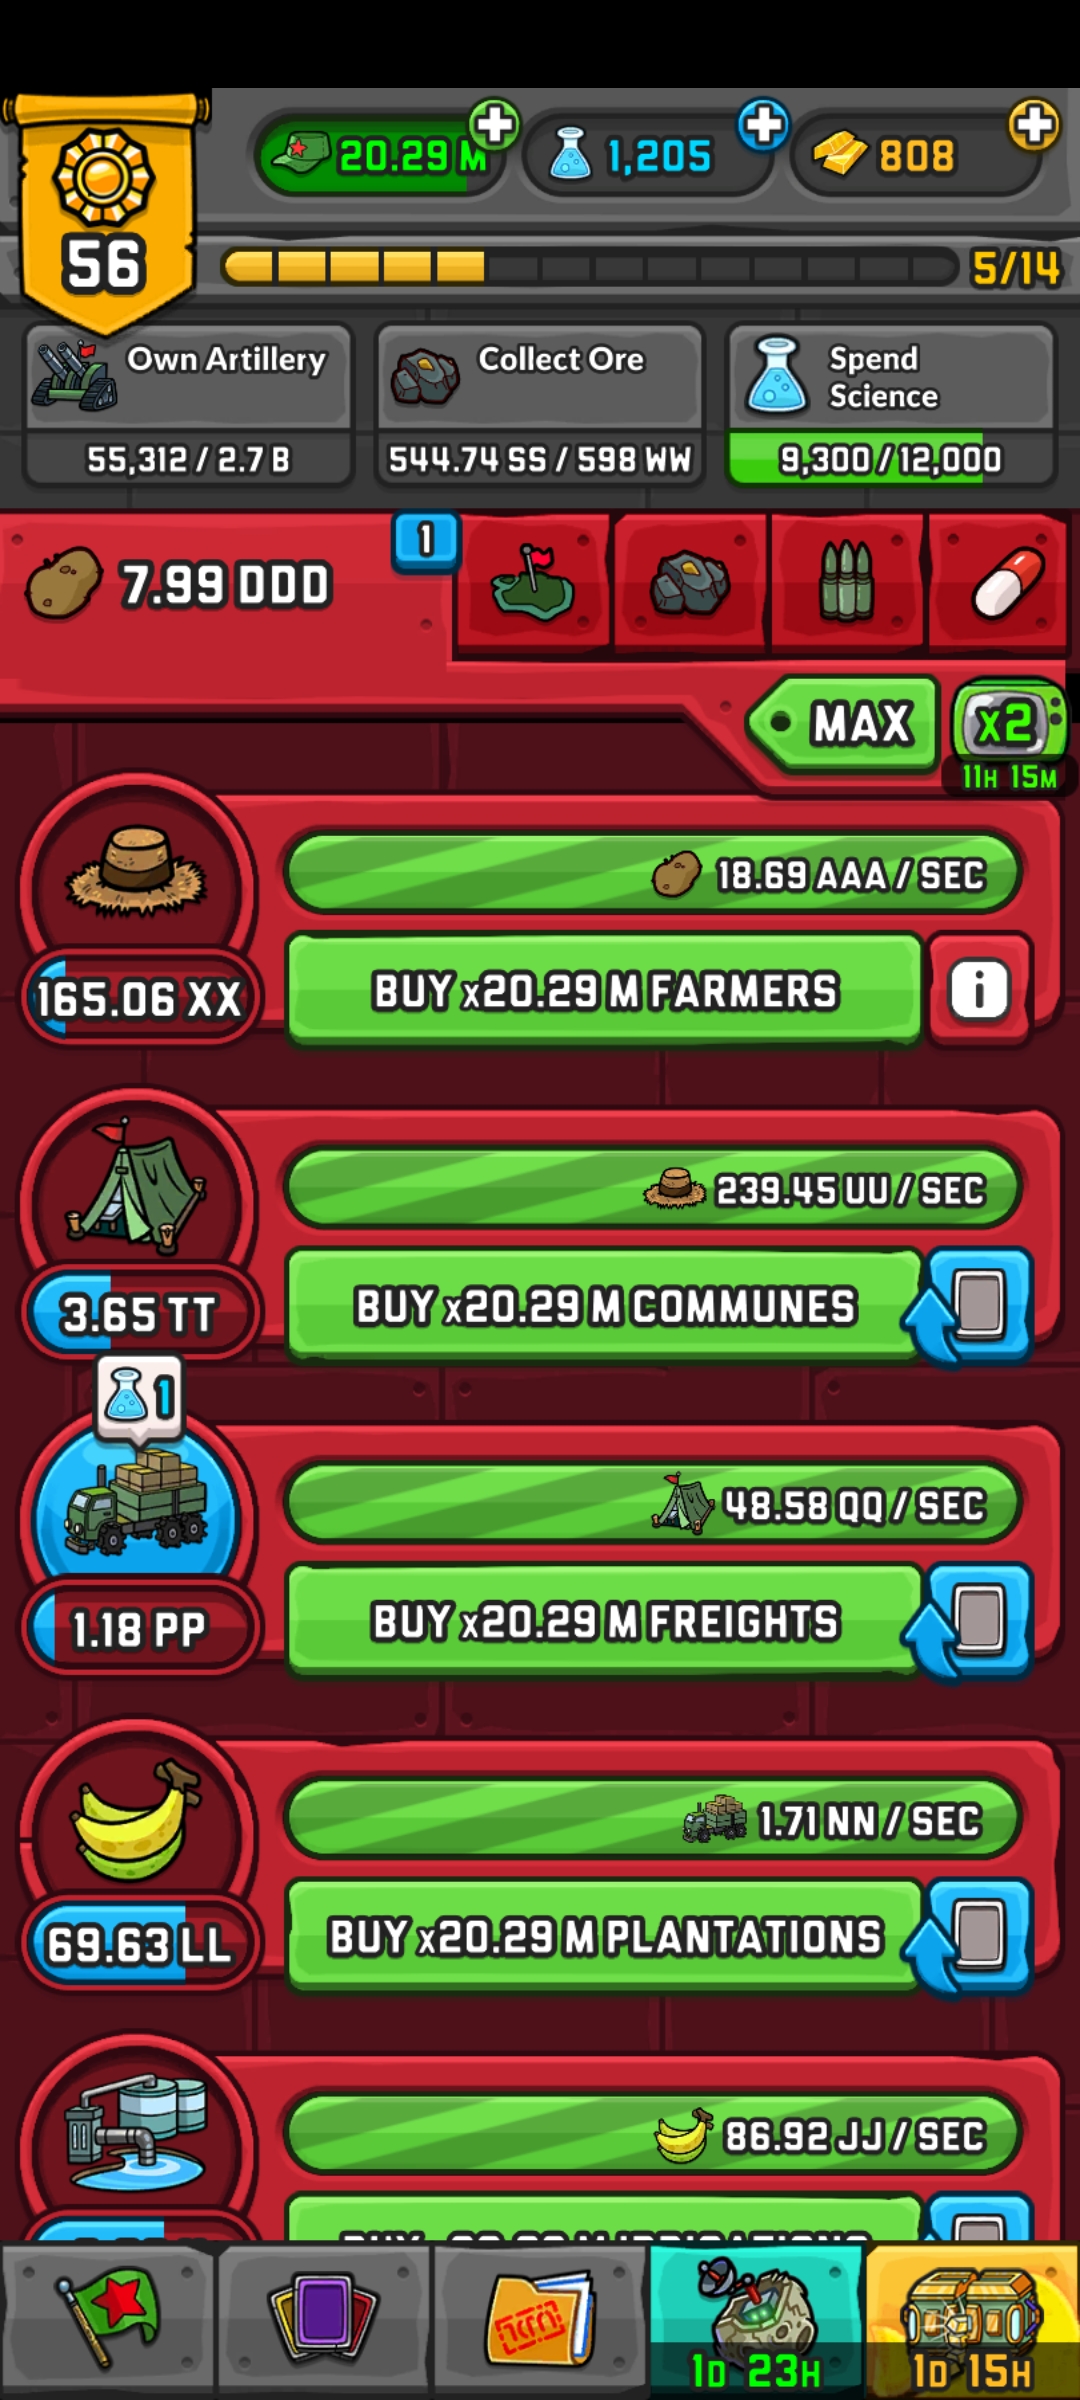 56
20.29 M
1,205
808
5/14
Own Artillery
55,312 / 2.7 B
Collect Ore
544.74 SS / 598 WW
Spend
Science
9,300 / 12,000
7.99 DDD
1
MAX
x2
11H 15M
18.69 AAA / SEC
165.06 XX
BUY x20.29 M FARMERS
i
239.45 UU / SEC
3.65 TT
BUY x20.29 M COMMUNES
1
48.58 QQ / SEC
1.18 PP
BUY x20.29 M FREIGHTS
1.71 NN / SEC
69.63 LL
BUY x20.29 M PLANTATIONS
86.92 JJ / SEC
1D 23H
1D 15H